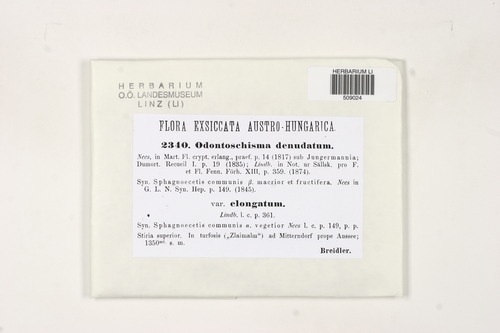 HERBARIUM
O.Ö. LANDESMUSEUM
LINZ (LI)
HERBARIUM LI
509024
FLORA EXSICCATA AUSTRO-HUNGARICA.
2340. Odontoschisma denudatum.
Nees, in Mart. Fl. crypt. erlang., praef. p. 14 (1817) sub Jungermannia;
Dumort. Recueil I. p. 19 (1835); Lindb. in Not. ur Sällsk. pro F.
et Fl. Fenn. Förh. XIII, p. 359. (1874).
Syn. Sphagnoecetis communis β. macrior et fructifera. Nees in
G. L. N. Syn. Hep. p. 149. (1845).
var. elongatum.
Lindb. l. c. p. 361.
Syn. Sphagnoecetis communis α. vegetior Nees l. c. p. 149, p. p.
Stiria superior. In turfosis („Zlaimalm“) ad Mitterndorf prope Aussee;
1350 s. m.
Breidler.